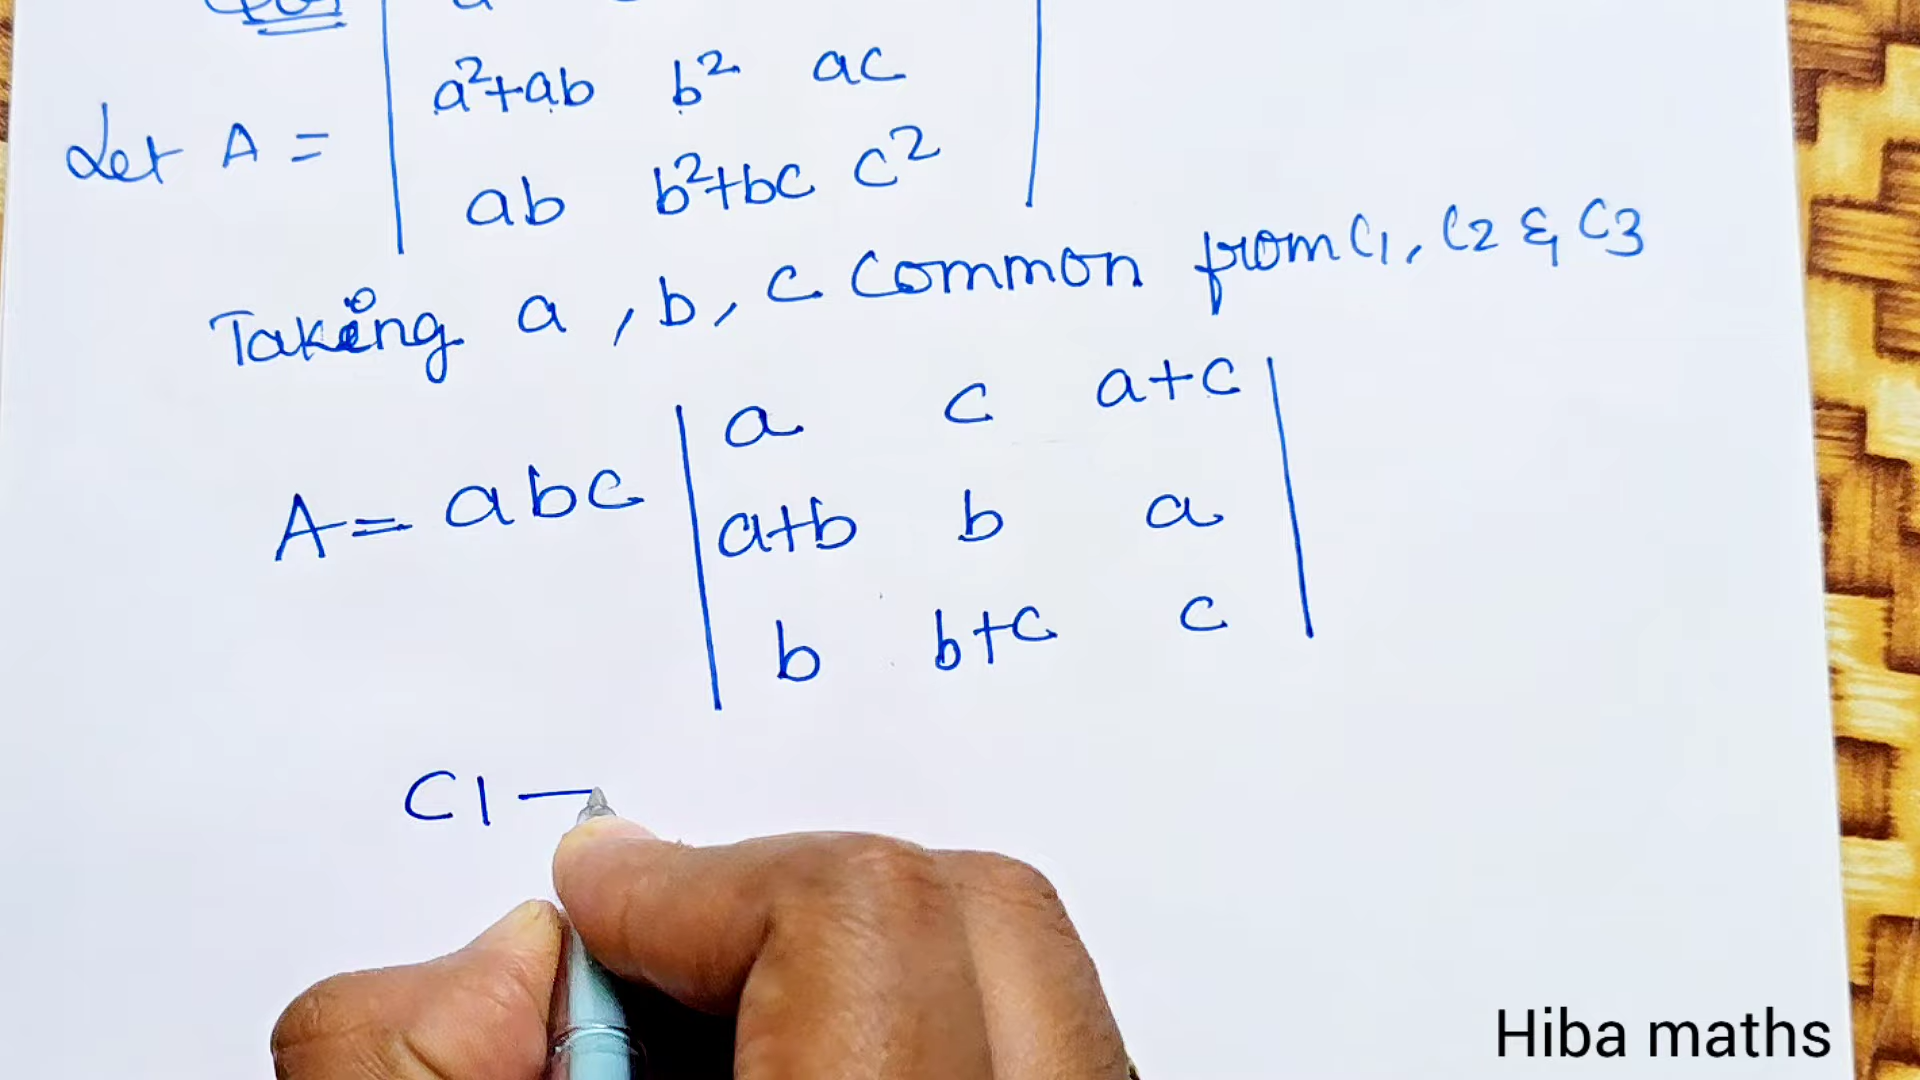 a²+ab b² ac
Let A =
ab b²+bc c²
Taking a, b, c common from C1, C2 & C3
a c a+c
A = abc a+b b a
b b+c c
C1 —
Hiba maths